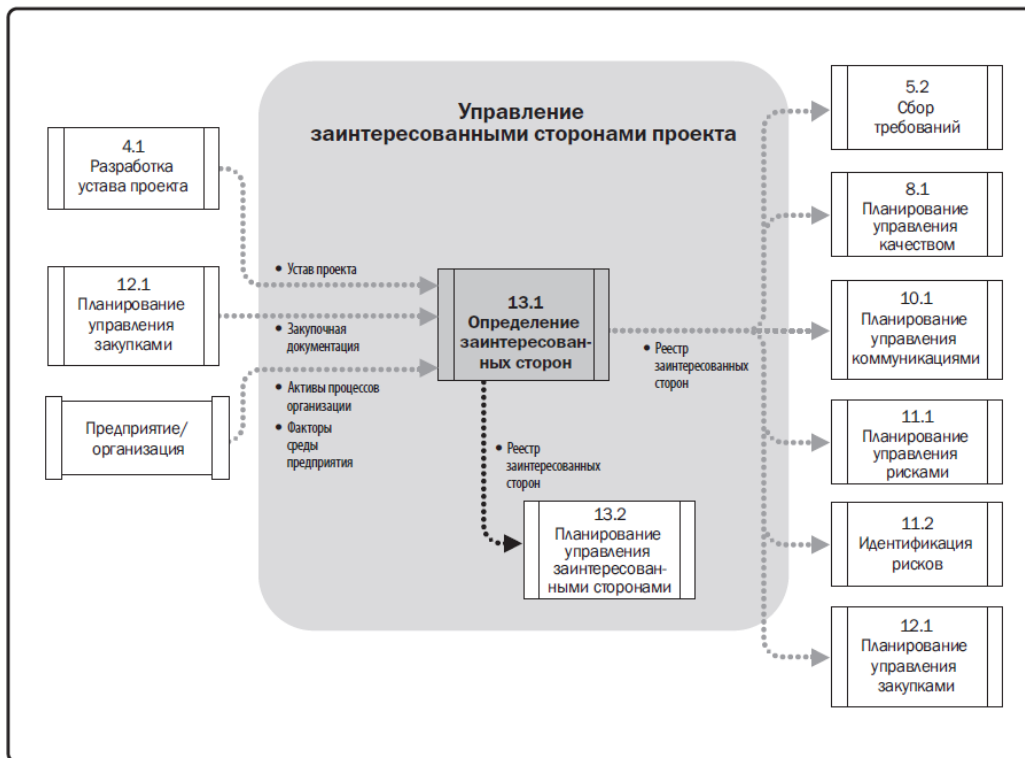 Управление
заинтересованными сторонами проекта
4.1
Разработка
устава проекта
12.1
Планирование
управления
закупками
Предприятие/
организация
• Устав проекта
• Закупочная
документация
• Активы процессов
организации
• Факторы
среды
предприятия
13.1
Определение
заинтересован-
ных сторон
• Реестр
заинтересованных
сторон
• Реестр
заинтересованных
сторон
13.2
Планирование
управления
заинтересован-
ными сторонами
5.2
Сбор
требований
8.1
Планирование
управления
качеством
10.1
Планирование
управления
коммуникациями
11.1
Планирование
управления
рисками
11.2
Идентификация
рисков
12.1
Планирование
управления
закупками